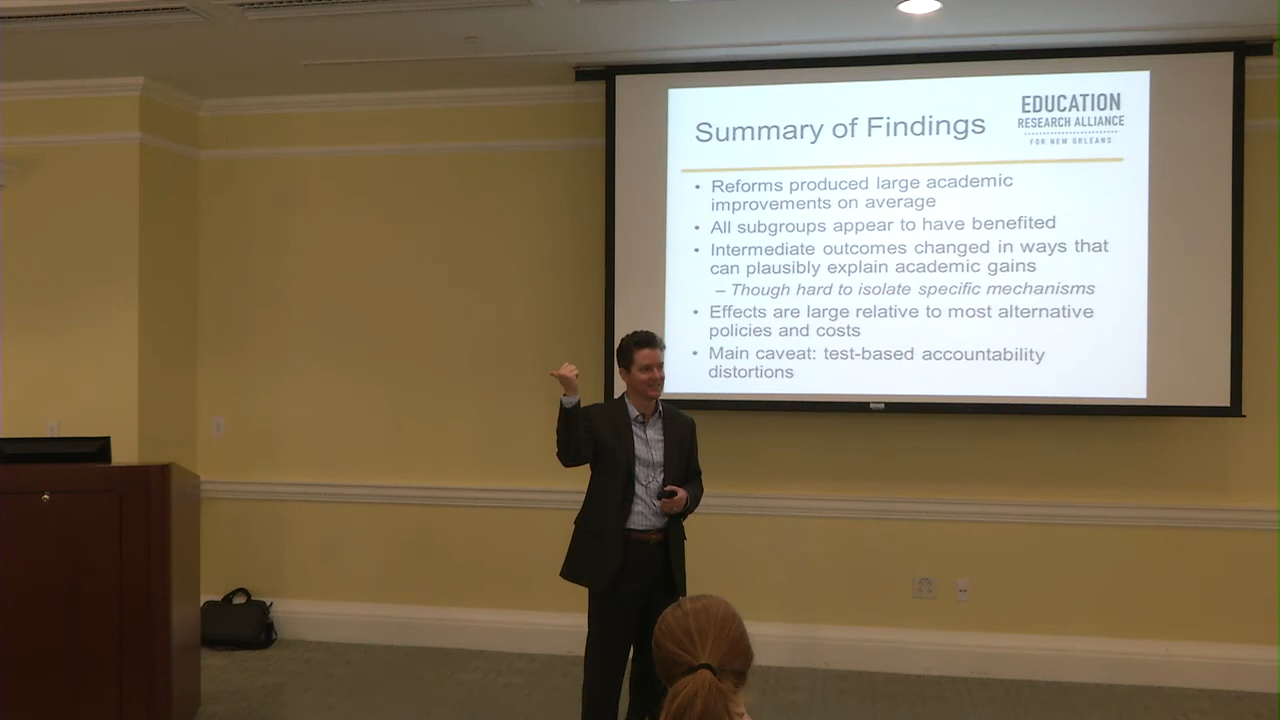 Summary of Findings
EDUCATION
RESEARCH ALLIANCE
FOR NEW ORLEANS
• Reforms produced large academic
improvements on average
• All subgroups appear to have benefited
• Intermediate outcomes changed in ways that
can plausibly explain academic gains
– Though hard to isolate specific mechanisms
• Effects are large relative to most alternative
policies and costs
• Main caveat: test-based accountability
distortions